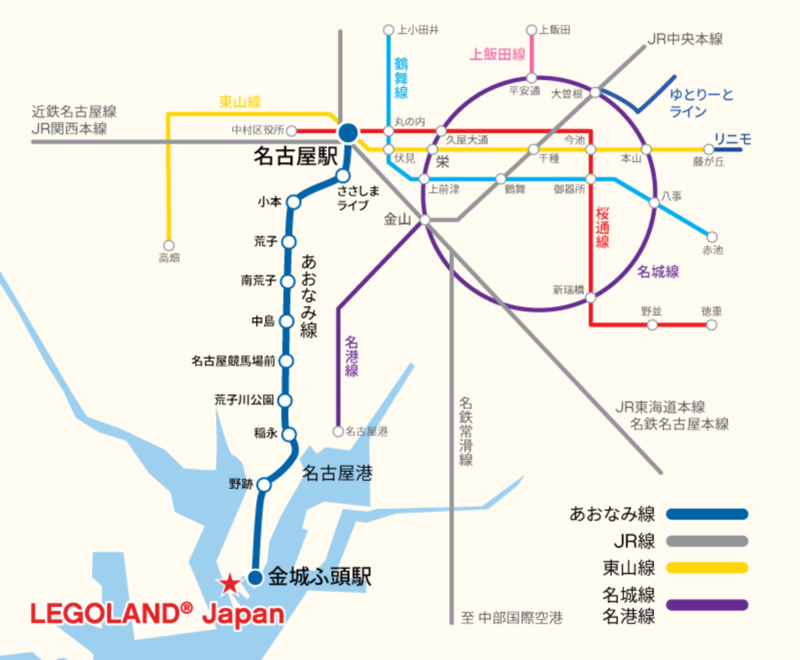 上小田井
上飯田
JR中央本線
上飯田線
鶴舞線
平安通
大曽根
ゆとりーと
ライン
東山線
近鉄名古屋線
JR関西本線
中村区役所
丸の内
久屋大通
今池
リニモ
名古屋駅
伏見
栄
千種
本山
藤が丘
ささしま
ライブ
上前津
鶴舞
御器所
八事
小本
金山
桜通線
赤池
荒子
高畑
あおなみ線
名城線
南荒子
新瑞橋
中島
野並
徳重
名港線
名古屋競馬場前
荒子川公園
名鉄常滑線
JR東海道本線
名鉄名古屋本線
稲永
名古屋港
名古屋港
野跡
あおなみ線
JR線
東山線
名城線
名港線
金城ふ頭駅
LEGOLAND® Japan
至 中部国際空港